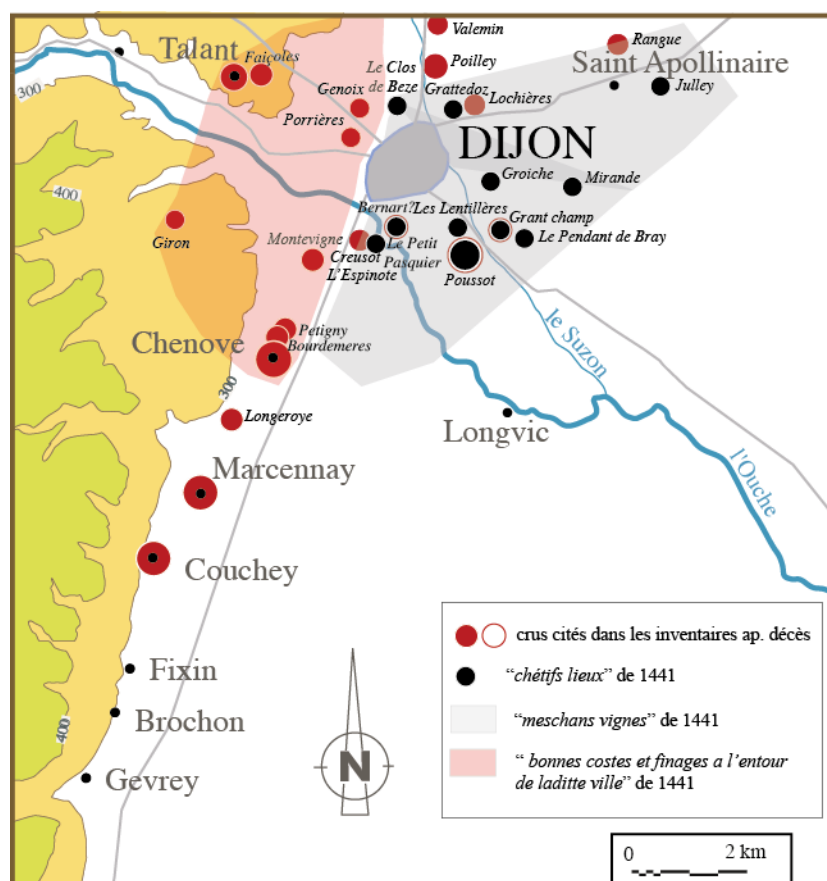 Valemin
Rangue
Talant
Faiçoles
Le Clos
de Beze
Poilley
Saint Apollinaire
300
Genoix
Grattedoz
Lochières
Julley
Porrières
DIJON
400
Groiche
Mirande
Bernart?
Les Lentillères
Grant champ
Giron
Montevigne
Le Petit
Pasquier
Le Pendant de Bray
Creusot
L'Espinote
Poussot
le Suzon
Petigny
Chenove
Bourdemeres
300
Longeroye
Longvic
Marcennay
l'Ouche
Couchey
crus cités dans les inventaires ap. décès
Fixin
"chétifs lieux" de 1441
400
Brochon
"meschans vignes" de 1441
Gevrey
N
" bonnes costes et finages a l'entour
de laditte ville" de 1441
0 2 km